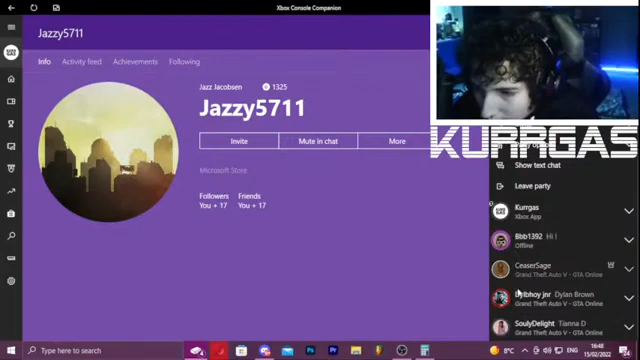 Xbox Console Companion
Jazzy5711
Info Activity feed Achievements Following
Jazz Jacobsen 1325
Jazzy5711
Invite Mute in chat More
Microsoft Store
Followers Friends
You + 17 You + 17
KURRGAS
Show text chat
Leave party
Kurrgas
Xbox App
Bbb1392 Hi !
Offline
CeaserSage
Grand Theft Auto V - GTA Online
jnr Dylan Brown
Grand Theft Auto V - GTA Online
SoulyDelight Tianna D
Grand Theft Auto V - GTA Online
Type here to search
8°C
ENG
16:48
15/02/2022